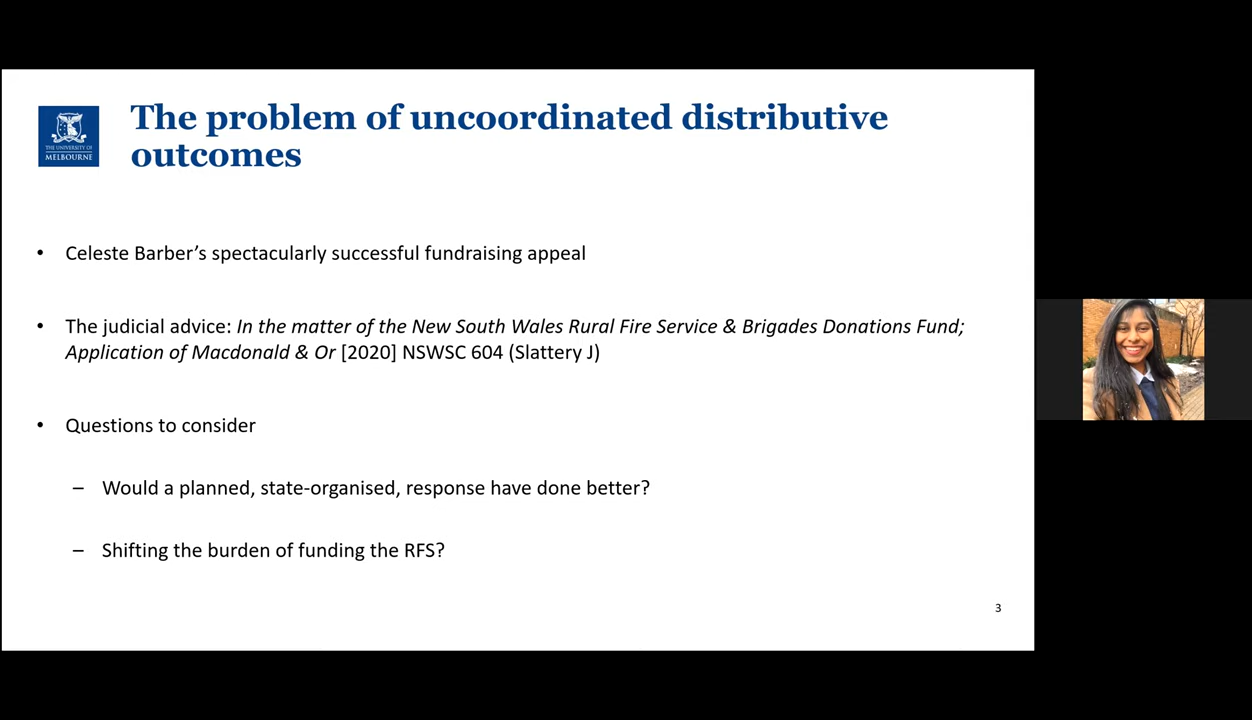 The problem of uncoordinated distributive
outcomes
THE UNIVERSITY OF
MELBOURNE
• Celeste Barber’s spectacularly successful fundraising appeal
• The judicial advice: In the matter of the New South Wales Rural Fire Service & Brigades Donations Fund;
Application of Macdonald & Or [2020] NSWSC 604 (Slattery J)
• Questions to consider
– Would a planned, state-organised, response have done better?
– Shifting the burden of funding the RFS?
3